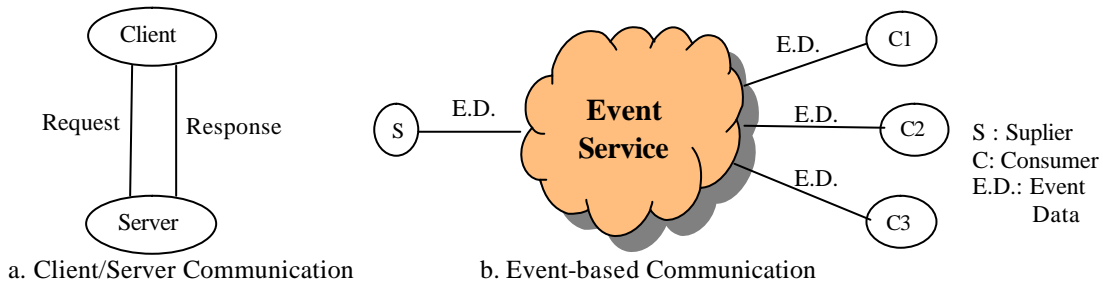 Client
Request
Response
Server
a. Client/Server Communication
S
E.D.
Event
Service
E.D.
C1
E.D.
C2
E.D.
C3
S : Suplier
C: Consumer
E.D.: Event
Data
b. Event-based Communication